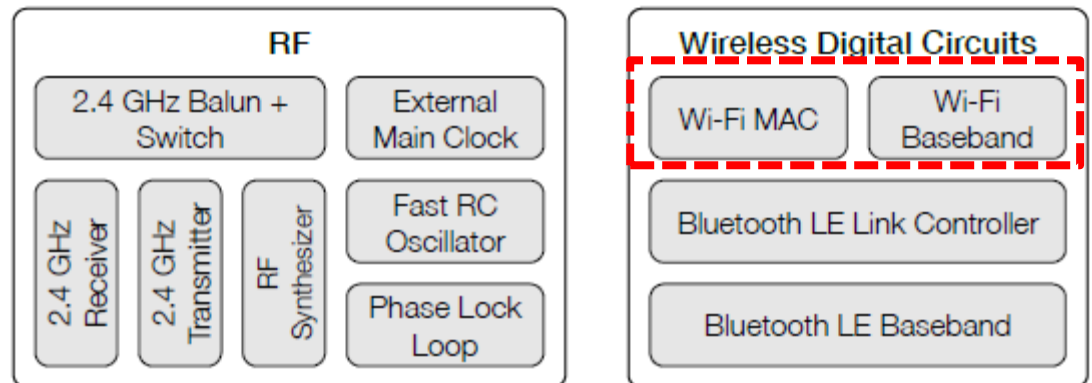 RF
2.4 GHz Balun +
Switch
External
Main Clock
2.4 GHz
Receiver
2.4 GHz
Transmitter
RF
Synthesizer
Fast RC
Oscillator
Phase Lock
Loop
Wireless Digital Circuits
Wi-Fi MAC
Wi-Fi
Baseband
Bluetooth LE Link Controller
Bluetooth LE Baseband